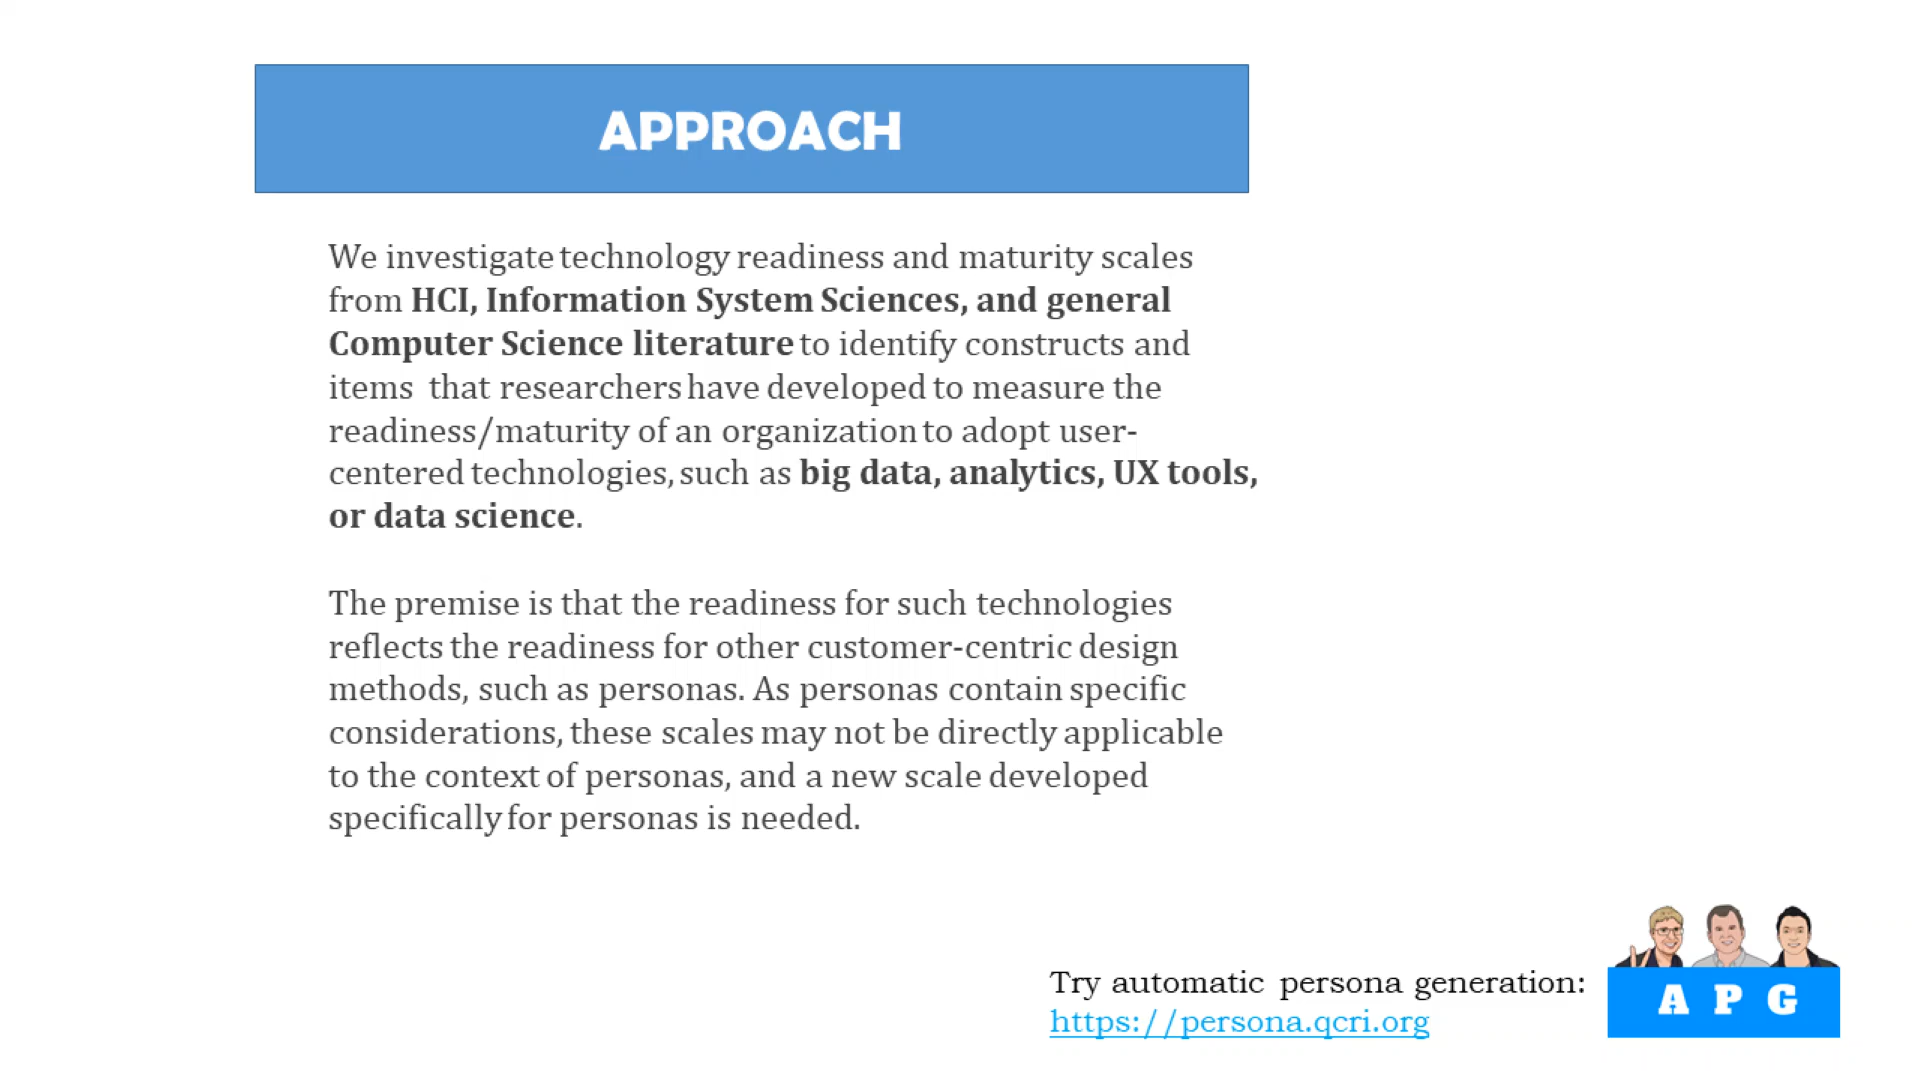 APPROACH
We investigate technology readiness and maturity scales
from HCI, Information System Sciences, and general
Computer Science literature to identify constructs and
items that researchers have developed to measure the
readiness/maturity of an organization to adopt user-
centered technologies, such as big data, analytics, UX tools,
or data science.
The premise is that the readiness for such technologies
reflects the readiness for other customer-centric design
methods, such as personas. As personas contain specific
considerations, these scales may not be directly applicable
to the context of personas, and a new scale developed
specifically for personas is needed.
Try automatic persona generation:
https://persona.qcri.org
A P G